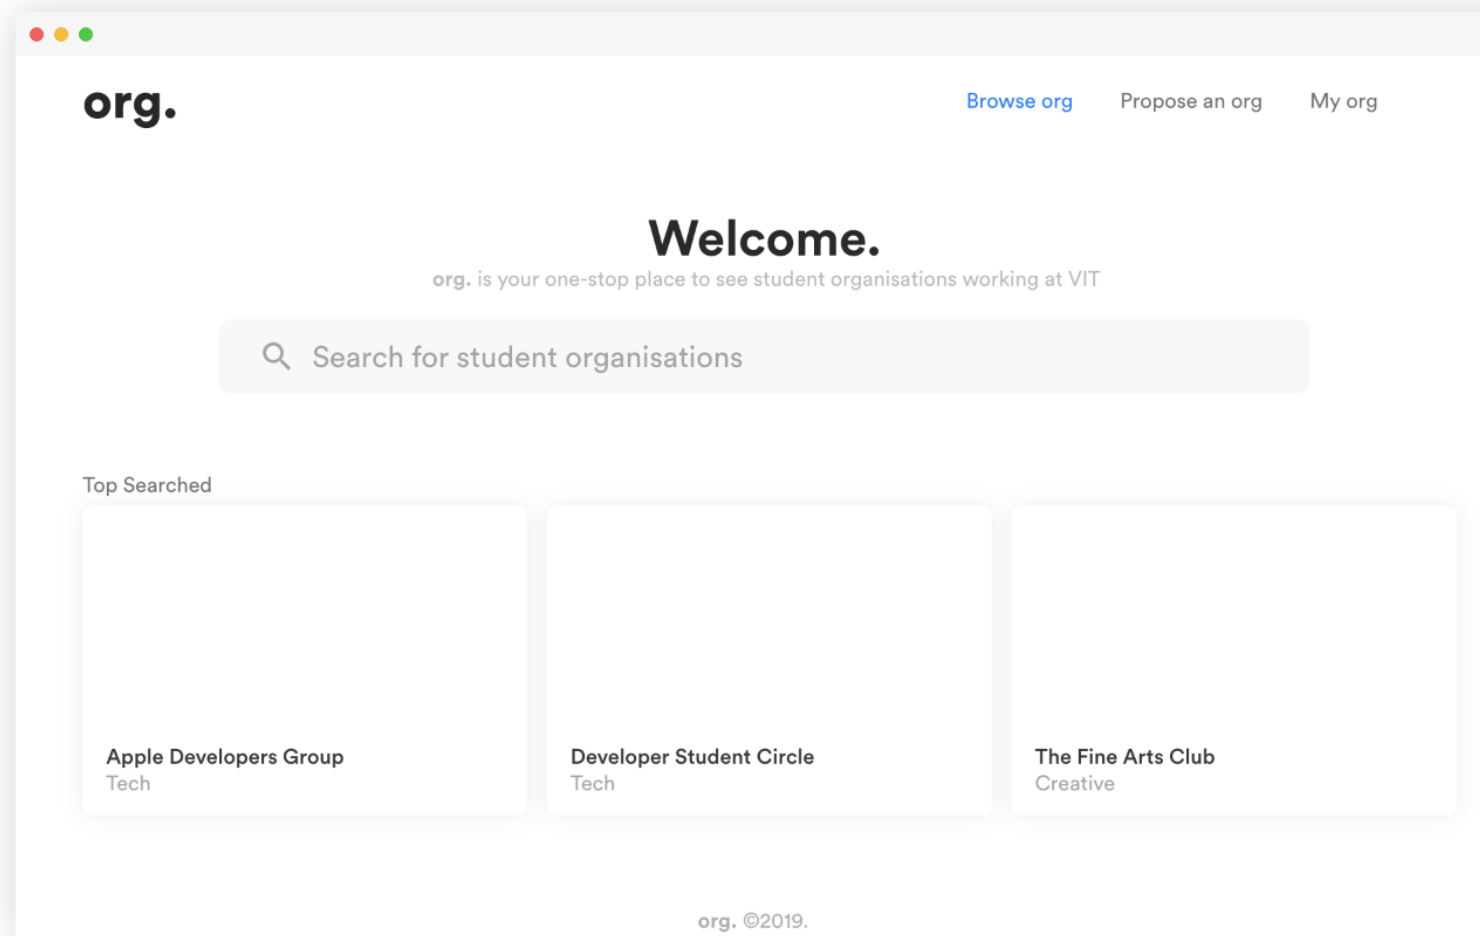 org.
Browse org
Propose an org
My org
Welcome.
org. is your one-stop place to see student organisations working at VIT
Search for student organisations
Top Searched
Apple Developers Group
Tech
Developer Student Circle
Tech
The Fine Arts Club
Creative
org. ©2019.